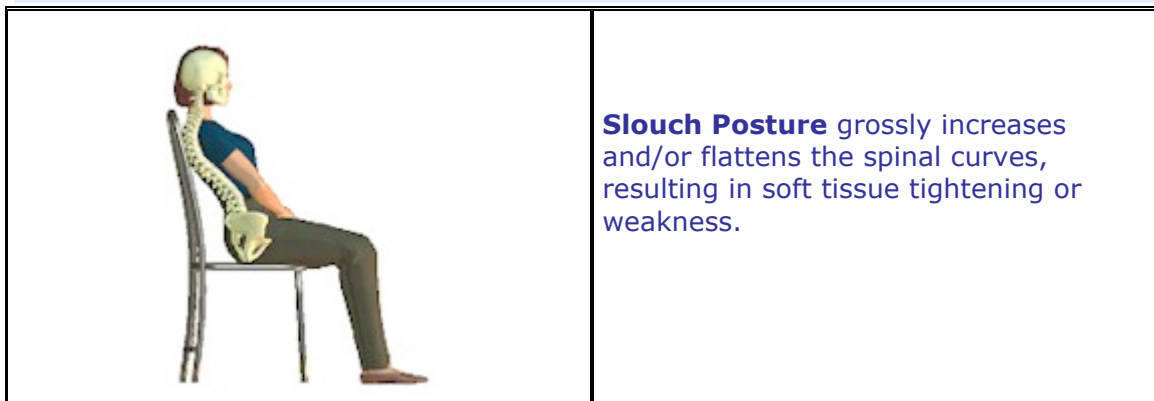 Slouch Posture grossly increases
and/or flattens the spinal curves,
resulting in soft tissue tightening or
weakness.